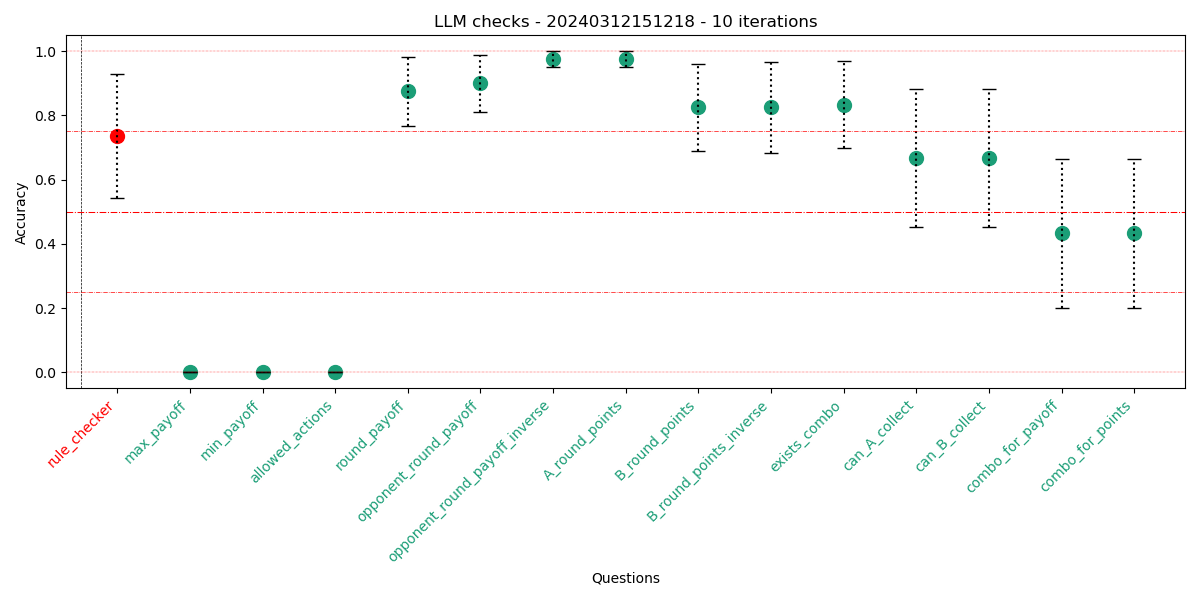 LLM checks - 20240312151218 - 10 iterations
1.0
0.8
0.6
0.4
0.2
0.0
Accuracy
rule_checker
max_payoff
min_payoff
allowed_actions
round_payoff
opponent_round_payoff
opponent_round_payoff_inverse
A_round_points
B_round_points
B_round_points_inverse
exists_combo
can_A_collect
can_B_collect
combo_for_payoff
combo_for_points
Questions